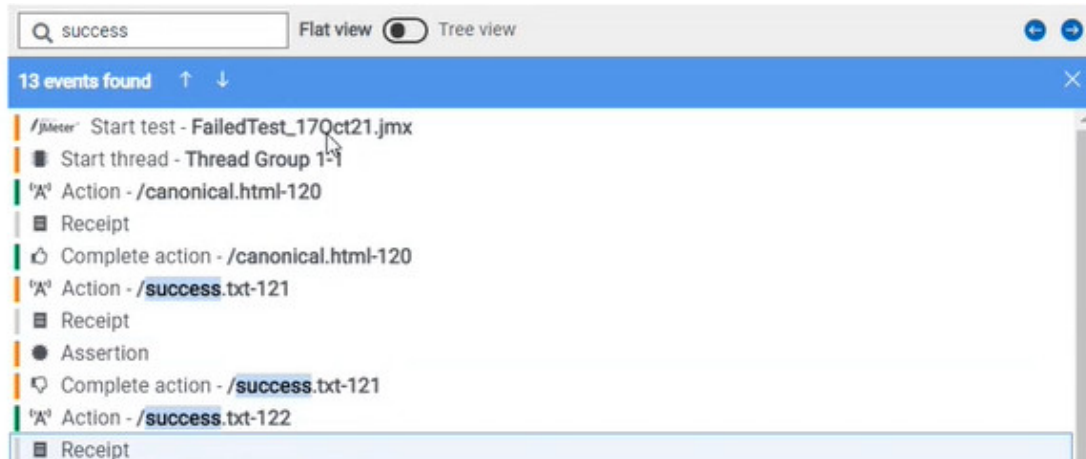 success Flat view Tree view
13 events found ↑ ↓
JMeter Start test - FailedTest_17Oct21.jmx
Start thread - Thread Group 1-1
Action - /canonical.html-120
Receipt
Complete action - /canonical.html-120
Action - /success.txt-121
Receipt
Assertion
Complete action - /success.txt-121
Action - /success.txt-122
Receipt